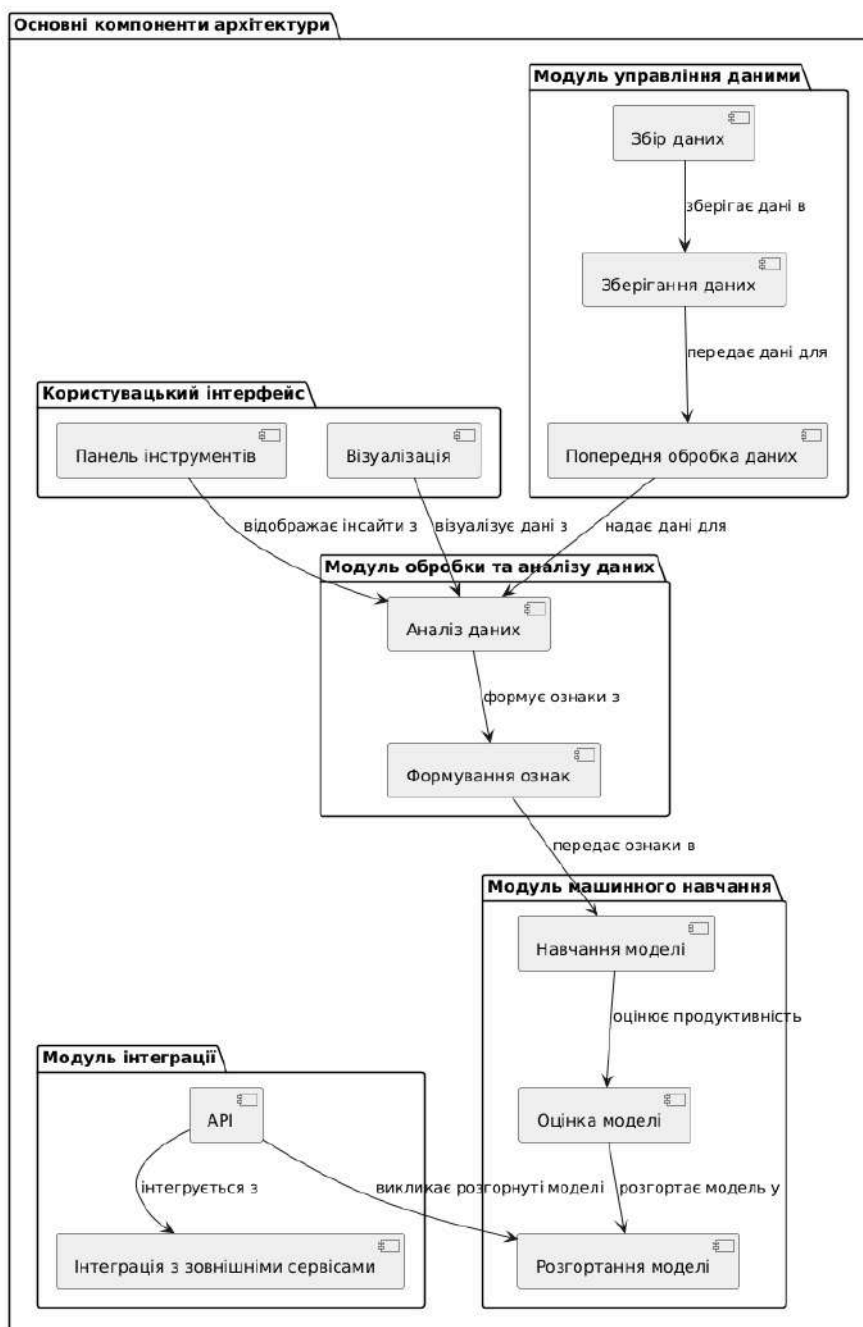 Основні компоненти архітектури
Модуль управління даними
Збір даних
зберігає дані в
Зберігання даних
передає дані для
Користувацький інтерфейс
Панель інструментів
Візуалізація
Попередня обробка даних
відображає інсайти з
візуалізує дані з
надає дані для
Модуль обробки та аналізу даних
Аналіз даних
формує ознаки з
Формування ознак
передає ознаки в
Модуль машинного навчання
Навчання моделі
оцінює продуктивність
Модуль інтеграції
API
Оцінка моделі
інтегрується з
викликає розгорнуті моделі
розгортає модель у
Інтеграція з зовнішніми сервісами
Розгортання моделі